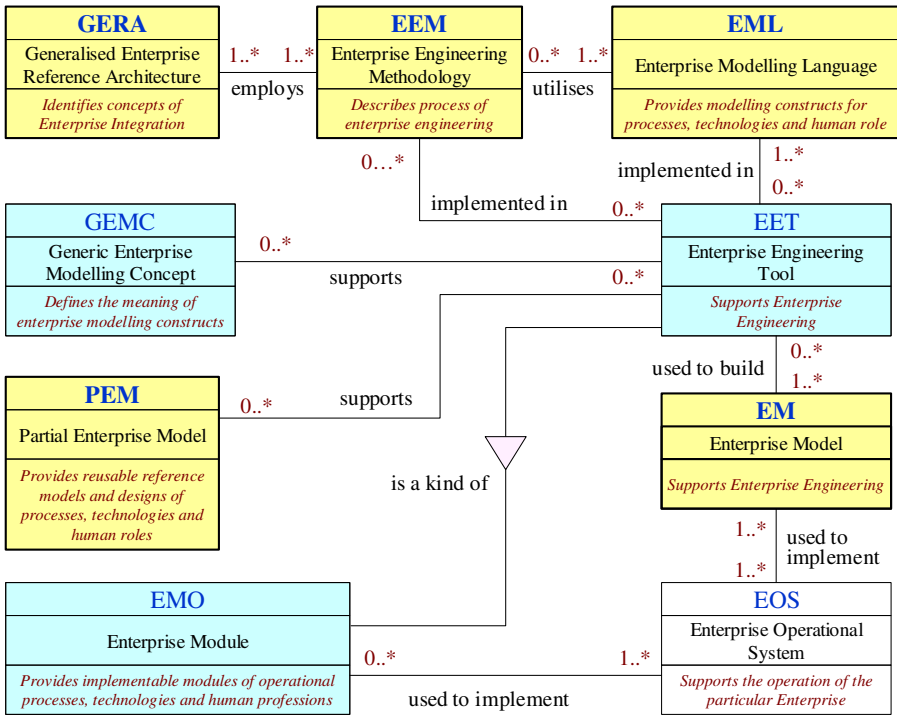 GERA
Generalised Enterprise
Reference Architecture
Identifies concepts of
Enterprise Integration
1..*
1..*
employs
EEM
Enterprise Engineering
Methodology
Describes process of
enterprise engineering
0..*
1..*
utilises
EML
Enterprise Modelling Language
Provides modelling constructs for
processes, technologies and human role
0...*
implemented in
0..*
1..*
implemented in
0..*
GEMC
Generic Enterprise
Modelling Concept
Defines the meaning of
enterprise modelling constructs
0..*
supports
EET
Enterprise Engineering
Tool
Supports Enterprise
Engineering
0..*
0..*
used to build
1..*
PEM
Partial Enterprise Model
Provides reusable reference
models and designs of
processes, technologies and
human roles
0..*
supports
is a kind of
EM
Enterprise Model
Supports Enterprise Engineering
1..*
used to
implement
1..*
EMO
Enterprise Module
Provides implementable modules of operational
processes, technologies and human professions
0..*
1..*
used to implement
EOS
Enterprise Operational
System
Supports the operation of the
particular Enterprise